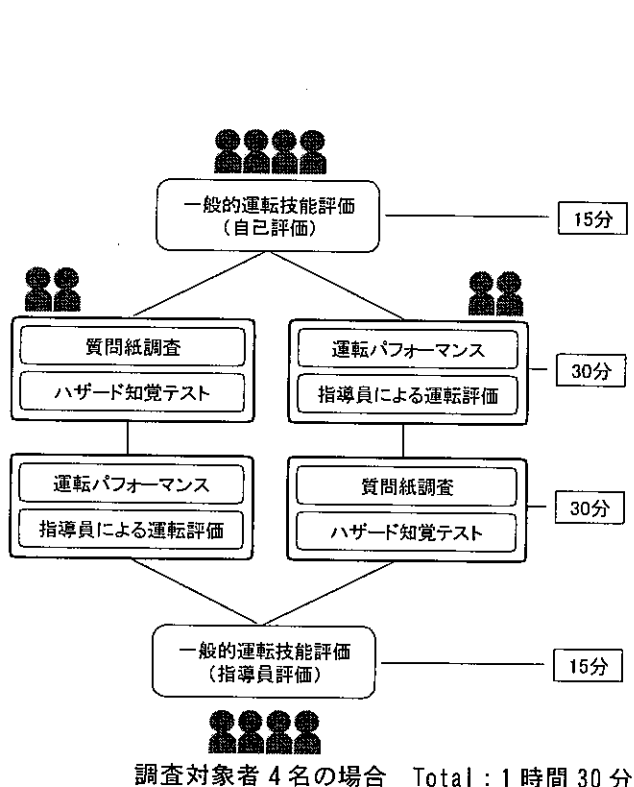 一般的運転技能評価
(自己評価)
15分
質問紙調査
ハザード知覚テスト
運転パフォーマンス
指導員による運転評価
30分
運転パフォーマンス
指導員による運転評価
質問紙調査
ハザード知覚テスト
30分
一般的運転技能評価
(指導員評価)
15分
調査対象者4名の場合 Total:1時間30分